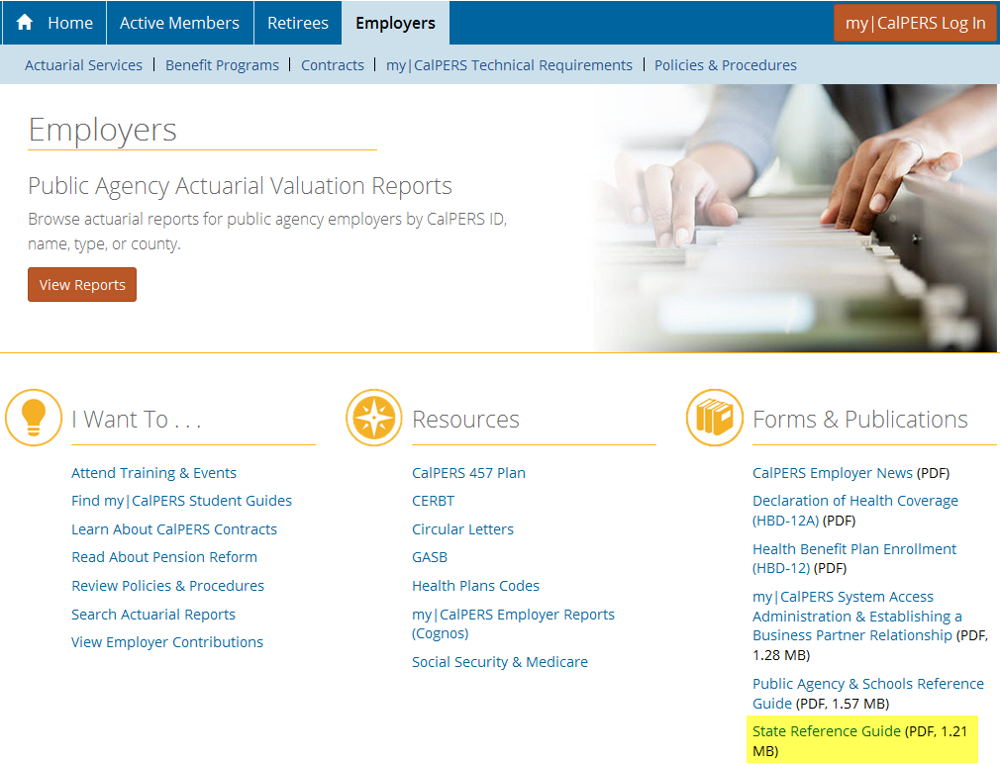 Home
Active Members
Retirees
Employers
my|CalPERS Log In
Actuarial Services | Benefit Programs | Contracts | my|CalPERS Technical Requirements | Policies & Procedures
Employers
Public Agency Actuarial Valuation Reports
Browse actuarial reports for public agency employers by CalPERS ID,
name, type, or county.
View Reports
I Want To . . .
Attend Training & Events
Find my|CalPERS Student Guides
Learn About CalPERS Contracts
Read About Pension Reform
Review Policies & Procedures
Search Actuarial Reports
View Employer Contributions
Resources
CalPERS 457 Plan
CERBT
Circular Letters
GASB
Health Plans Codes
my|CalPERS Employer Reports
(Cognos)
Social Security & Medicare
Forms & Publications
CalPERS Employer News (PDF)
Declaration of Health Coverage
(HBD-12A) (PDF)
Health Benefit Plan Enrollment
(HBD-12) (PDF)
my|CalPERS System Access
Administration & Establishing a
Business Partner Relationship (PDF,
1.28 MB)
Public Agency & Schools Reference
Guide (PDF, 1.57 MB)
State Reference Guide (PDF, 1.21
MB)